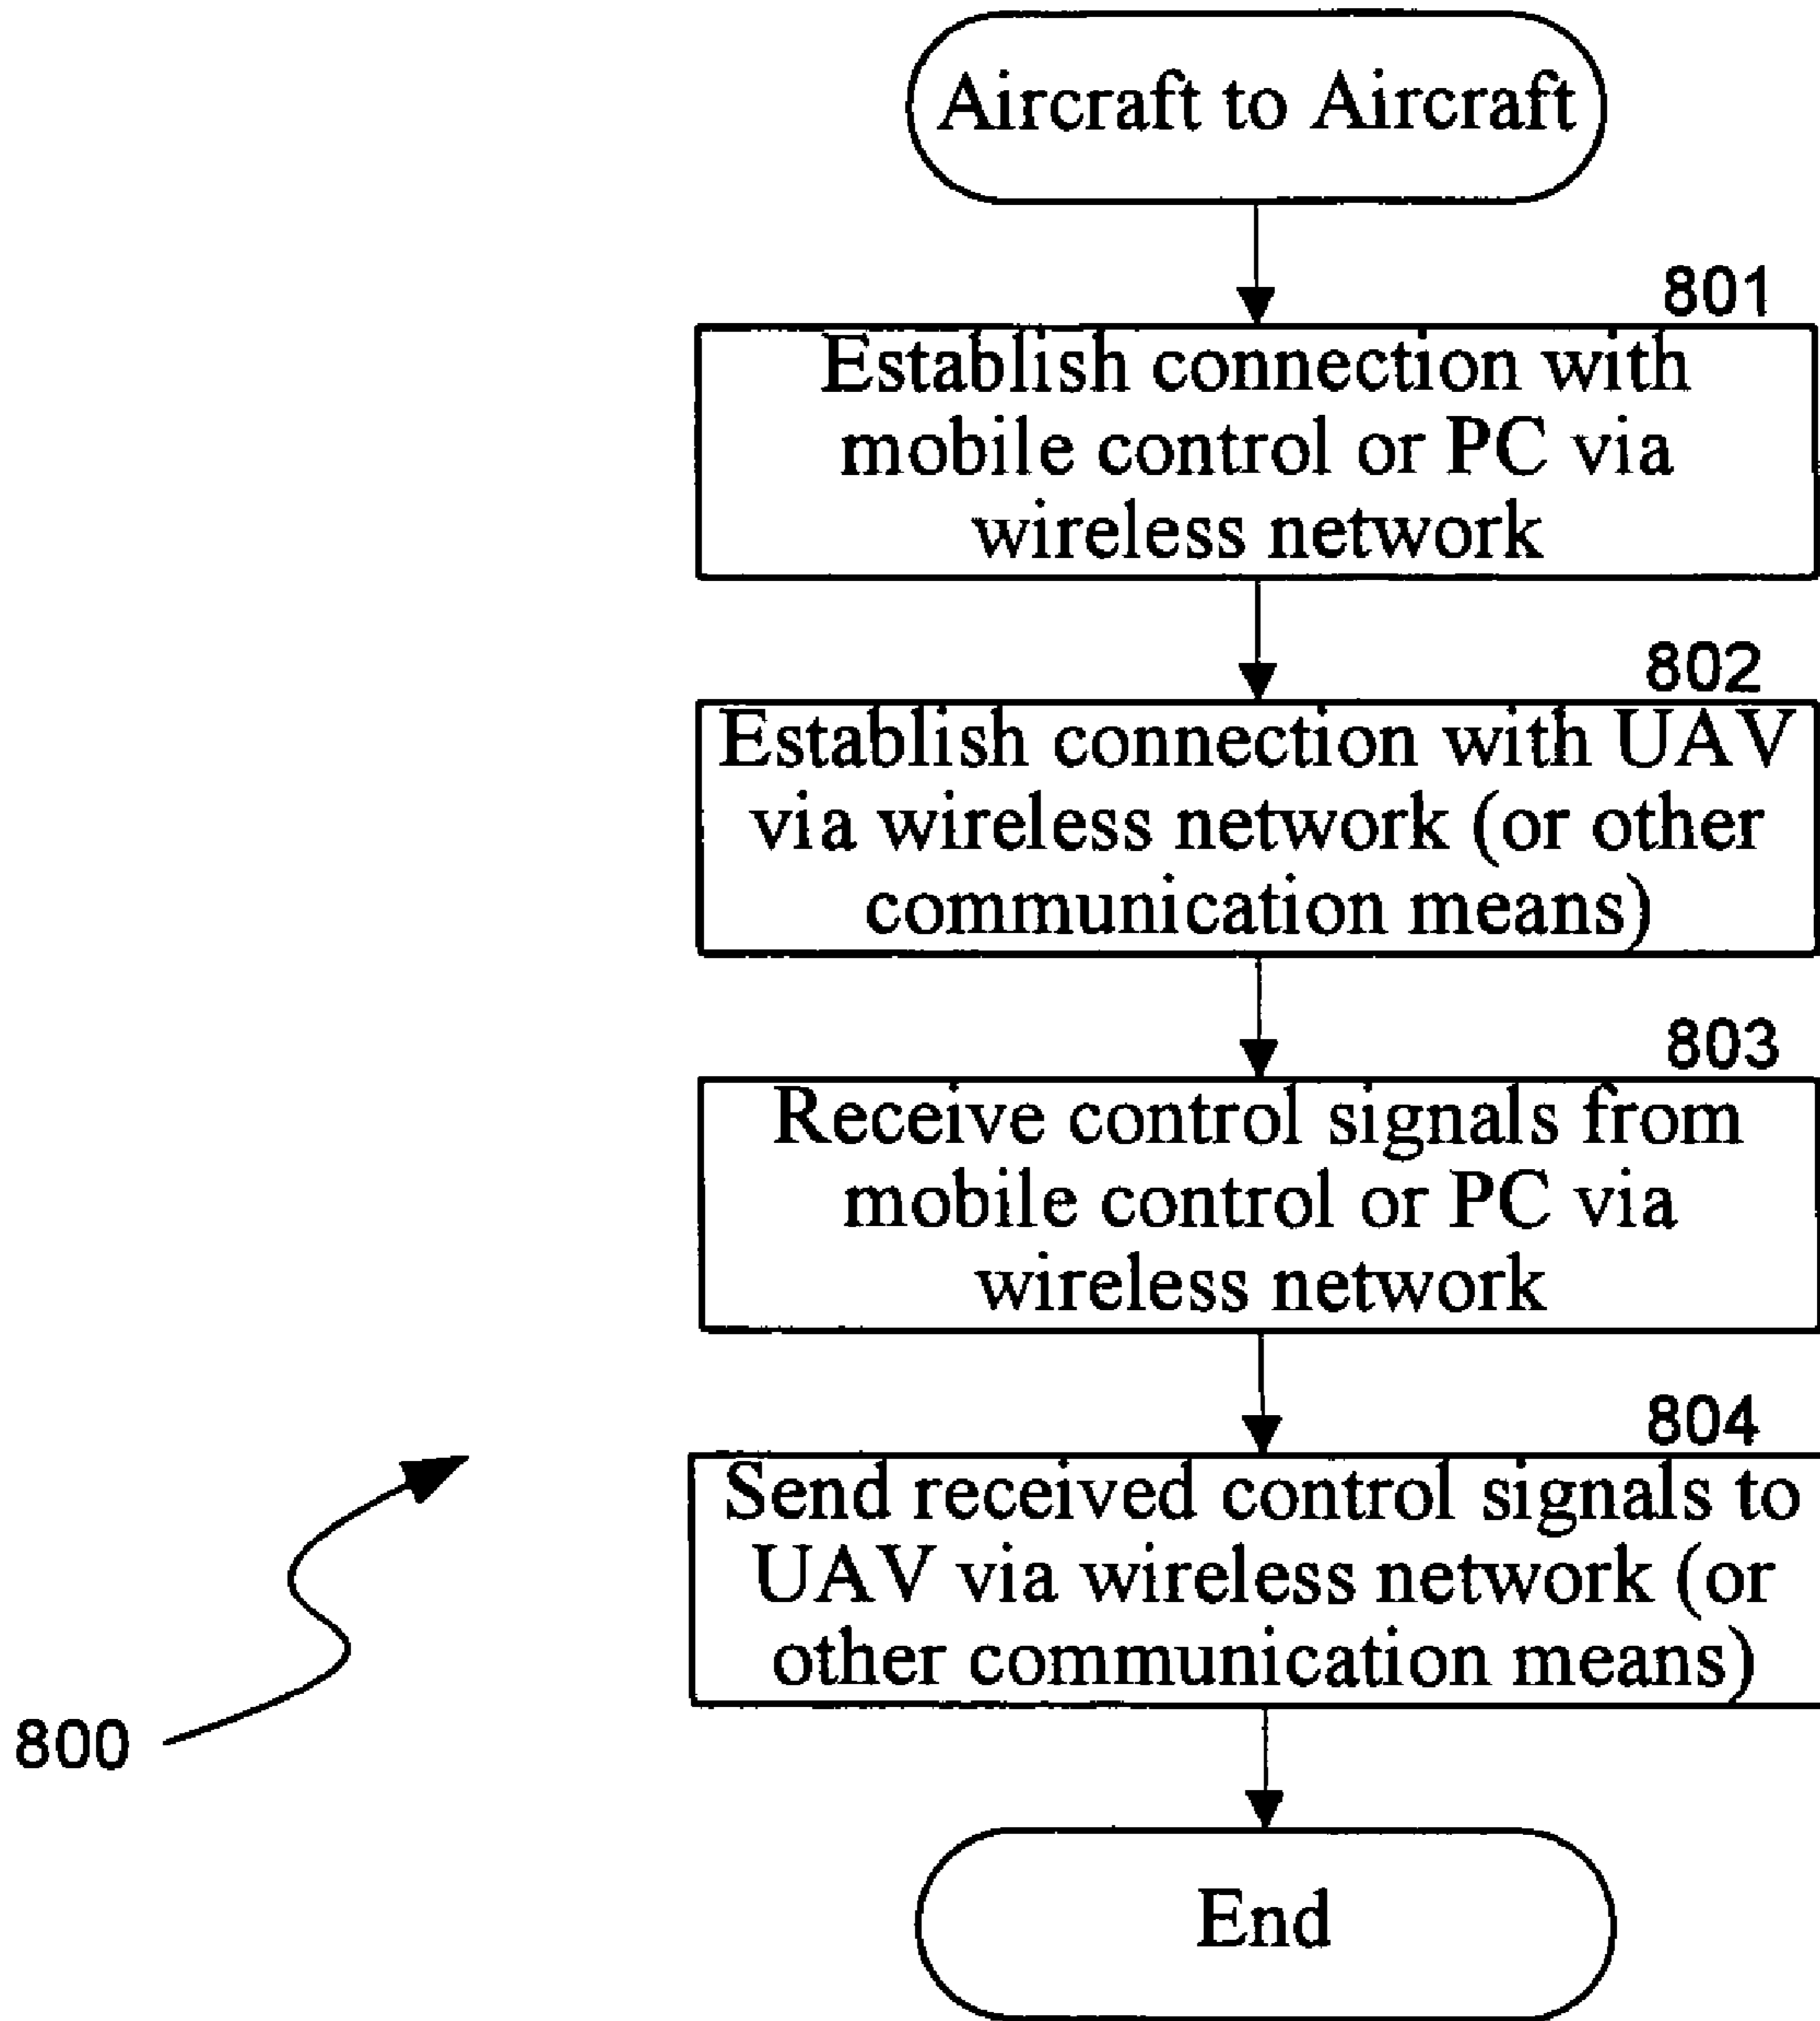 Aircraft to Aircraft
801
Establish connection with
mobile control or PC via
wireless network
802
Establish connection with UAV
via wireless network (or other
communication means)
803
Receive control signals from
mobile control or PC via
wireless network
804
Send received control signals to
UAV via wireless network (or
other communication means)
800
End